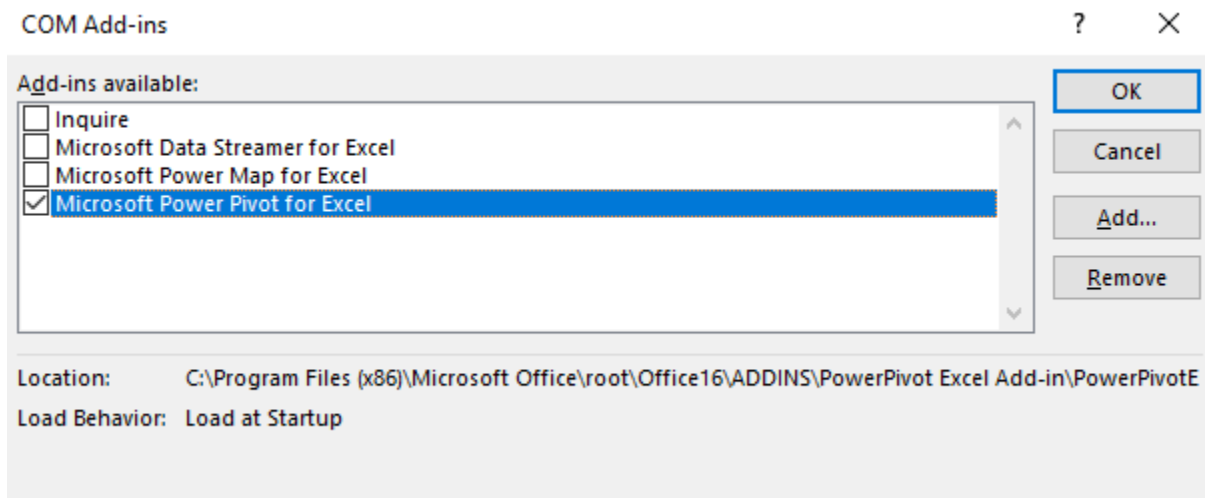 COM Add-ins
?
Add-ins available:
Inquire
Microsoft Data Streamer for Excel
Microsoft Power Map for Excel
Microsoft Power Pivot for Excel
OK
Cancel
Add...
Remove
Location: C:\Program Files (x86)\Microsoft Office\root\Office16\ADDINS\PowerPivot Excel Add-in\PowerPivotE
Load Behavior: Load at Startup